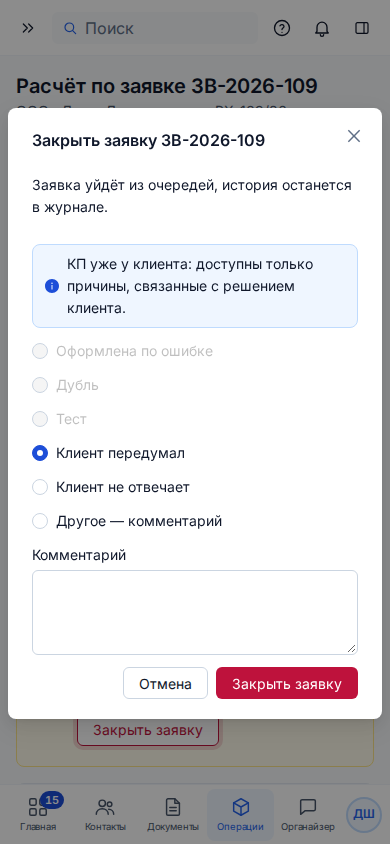 Поиск
Расчёт по заявке ЗВ-2026-109
Закрыть заявку ЗВ-2026-109
Заявка уйдёт из очередей, история останется
в журнале.
КП уже у клиента: доступны только
причины, связанные с решением
клиента.
Оформлена по ошибке
Дубль
Тест
Клиент передумал
Клиент не отвечает
Другое — комментарий
Комментарий
Отмена
Закрыть заявку
Закрыть заявку
15
Главная
Контакты
Документы
Операции
Органайзер
ДШ